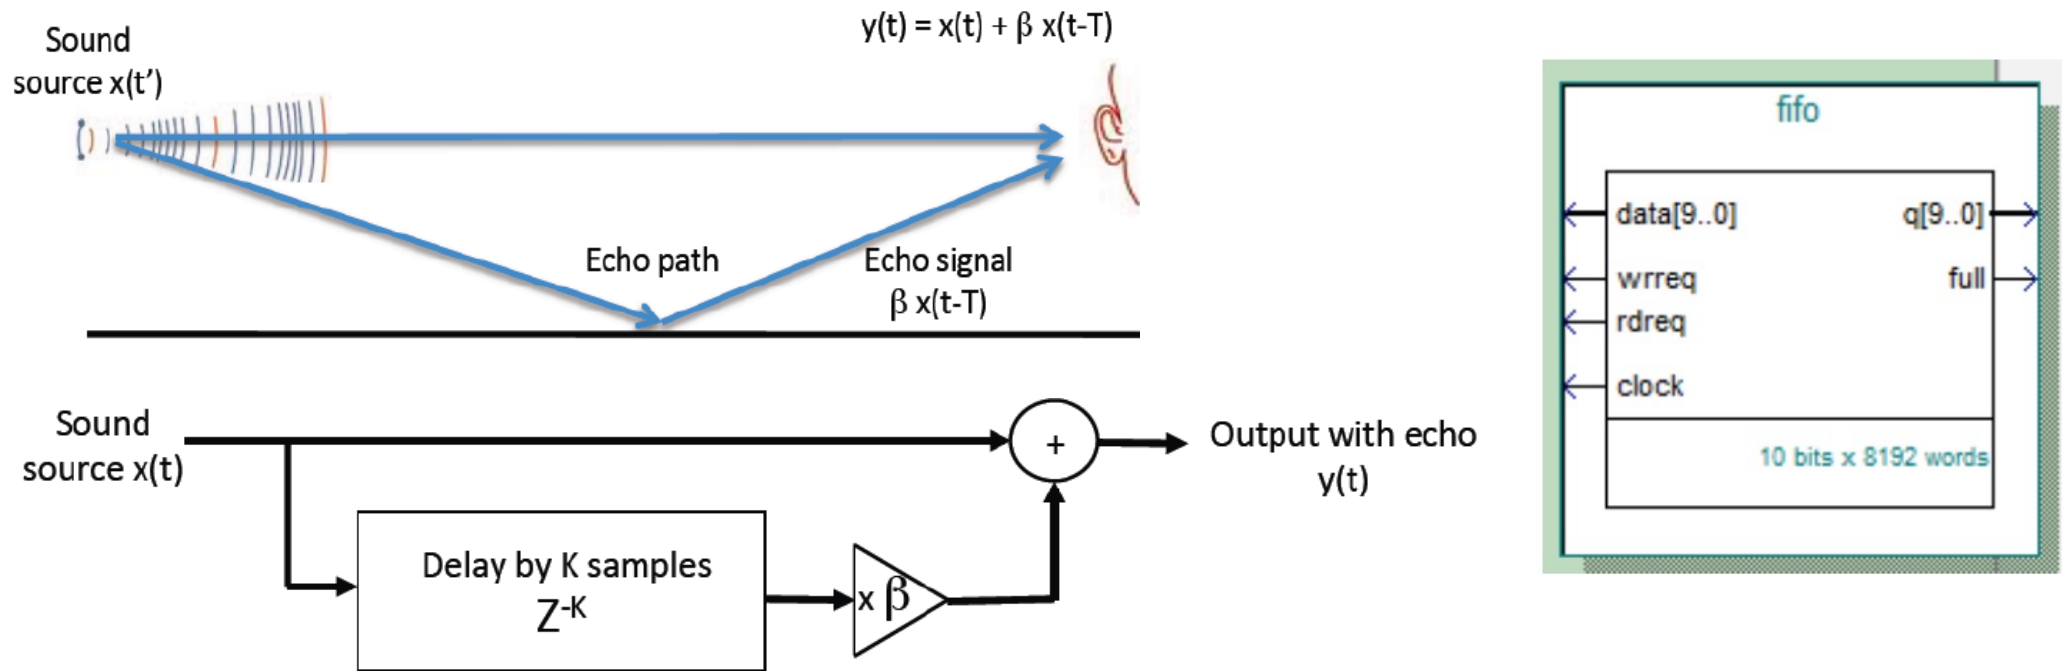 Sound
source x(t’)
y(t) = x(t) + β x(t-T)
Echo path
Echo signal
β x(t-T)
Sound
source x(t)
Delay by K samples
Z-K
x β
+
Output with echo
y(t)
fifo
data[9..0]
q[9..0]
wrreq
full
rdreq
clock
10 bits x 8192 words